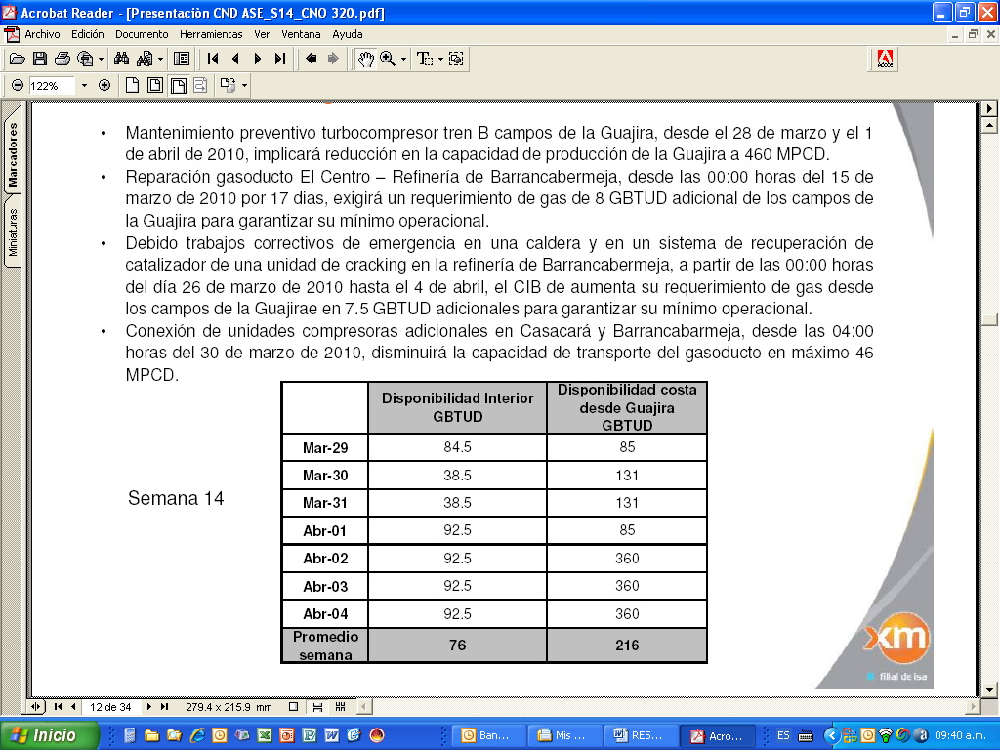 Acrobat Reader - [Presentaciòn CND ASE_S14_CNO 320.pdf]
Archivo Edición Documento Herramientas Ver Ventana Ayuda
Adobe
122%
Marcadores
Miniaturas
• Mantenimiento preventivo turbocompresor tren B campos de la Guajira, desde el 28 de marzo y el 1
de abril de 2010, implicará reducción en la capacidad de producción de la Guajira a 460 MPCD.
• Reparación gasoducto El Centro – Refinería de Barrancabermeja, desde las 00:00 horas del 15 de
marzo de 2010 por 17 dias, exigirá un requerimiento de gas de 8 GBTUD adicional de los campos de
la Guajira para garantizar su mínimo operacional.
• Debido trabajos correctivos de emergencia en una caldera y en un sistema de recuperación de
catalizador de una unidad de cracking en la refinería de Barrancabermeja, a partir de las 00:00 horas
del día 26 de marzo de 2010 hasta el 4 de abril, el CIB de aumenta su requerimiento de gas desde
los campos de la Guajirae en 7.5 GBTUD adicionales para garantizar su mínimo operacional.
• Conexión de unidades compresoras adicionales en Casacará y Barrancabarmeja, desde las 04:00
horas del 30 de marzo de 2010, disminuirá la capacidad de transporte del gasoducto en máximo 46
MPCD.
Disponibilidad Interior
GBTUD
Disponibilidad costa
desde Guajira
GBTUD
Mar-29 84.5 85
Mar-30 38.5 131
Mar-31 38.5 131
Abr-01 92.5 85
Abr-02 92.5 360
Abr-03 92.5 360
Abr-04 92.5 360
Promedio
semana
76 216
Semana 14
xm
filial de isa
12 de 34 279.4 x 215.9 mm
Inicio Ban... Mis ... RES... Acro... ES 09:40 a.m.